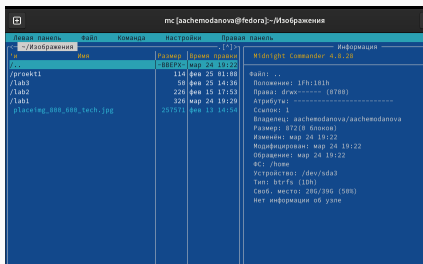 mc [aachemodanova@fedora]:~/Изображения
Левая панель Файл Команда Настройки Правая панель
<- ~/Изображения .[^]>
'и Имя Размер Время правки
/.. -ВВЕРХ- мар 24 19:22
/proekt1 114 фев 25 01:08
/lab3 50 фев 25 14:36
/lab2 226 фев 15 17:53
/lab1 326 мар 24 19:29
placeimg_800_600_tech.jpg 257571 фев 13 14:54
Информация
Midnight Commander 4.8.28
Файл: /..
Положение: 1Fh:101h
Права: drwx------ (0700)
Атрибуты: --------------------------
Ссылок: 1
Владелец: aachemodanova/aachemodanova
Размер: 872 (0 блоков)
Изменён: мар 24 19:22
Модифицирован: мар 24 19:22
Обращение: мар 24 19:22
ФС: /home
Устройство: /dev/sda3
Тип: btrfs (1Dh)
Своб. место: 20G/39G (50%)
Нет информации об узле